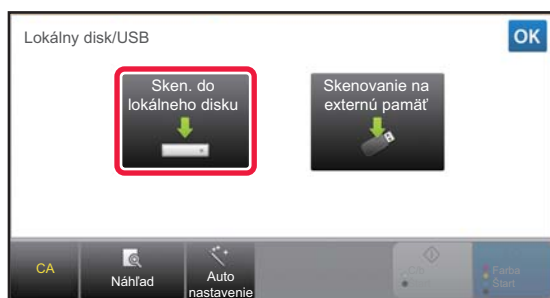 Lokálny disk/USB
OK
Sken. do
lokálneho disku
Skenovanie na
externú pamäť
CA
Náhľad
Auto
nastavenie
Farba
Štart